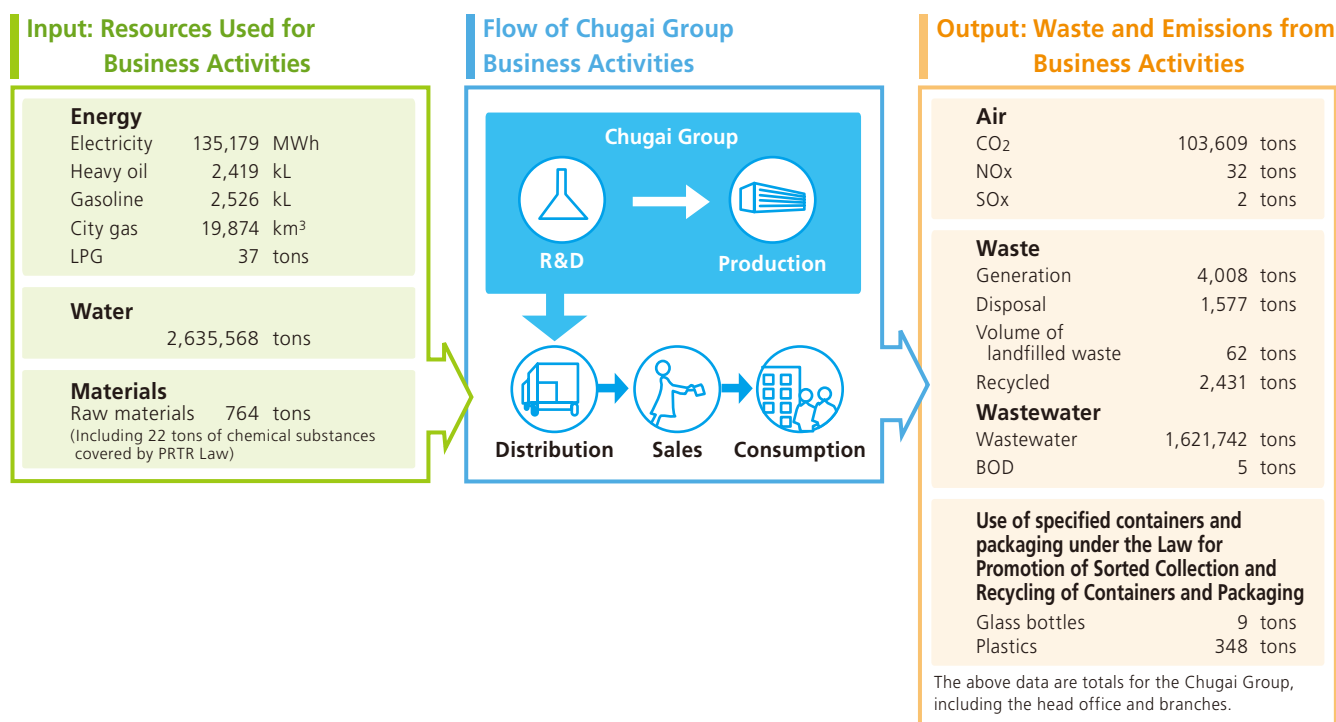 Input: Resources Used for
Business Activities
Energy
Electricity 135,179 MWh
Heavy oil 2,419 kL
Gasoline 2,526 kL
City gas 19,874 km³
LPG 37 tons
Water
2,635,568 tons
Materials
Raw materials 764 tons
(Including 22 tons of chemical substances
covered by PRTR Law)
Flow of Chugai Group
Business Activities
Chugai Group
R&D
Production
Distribution
Sales
Consumption
Output: Waste and Emissions from
Business Activities
Air
CO₂ 103,609 tons
NOx 32 tons
SOx 2 tons
Waste
Generation 4,008 tons
Disposal 1,577 tons
Volume of
landfilled waste 62 tons
Recycled 2,431 tons
Wastewater
Wastewater 1,621,742 tons
BOD 5 tons
Use of specified containers and
packaging under the Law for
Promotion of Sorted Collection and
Recycling of Containers and Packaging
Glass bottles 9 tons
Plastics 348 tons
The above data are totals for the Chugai Group,
including the head office and branches.